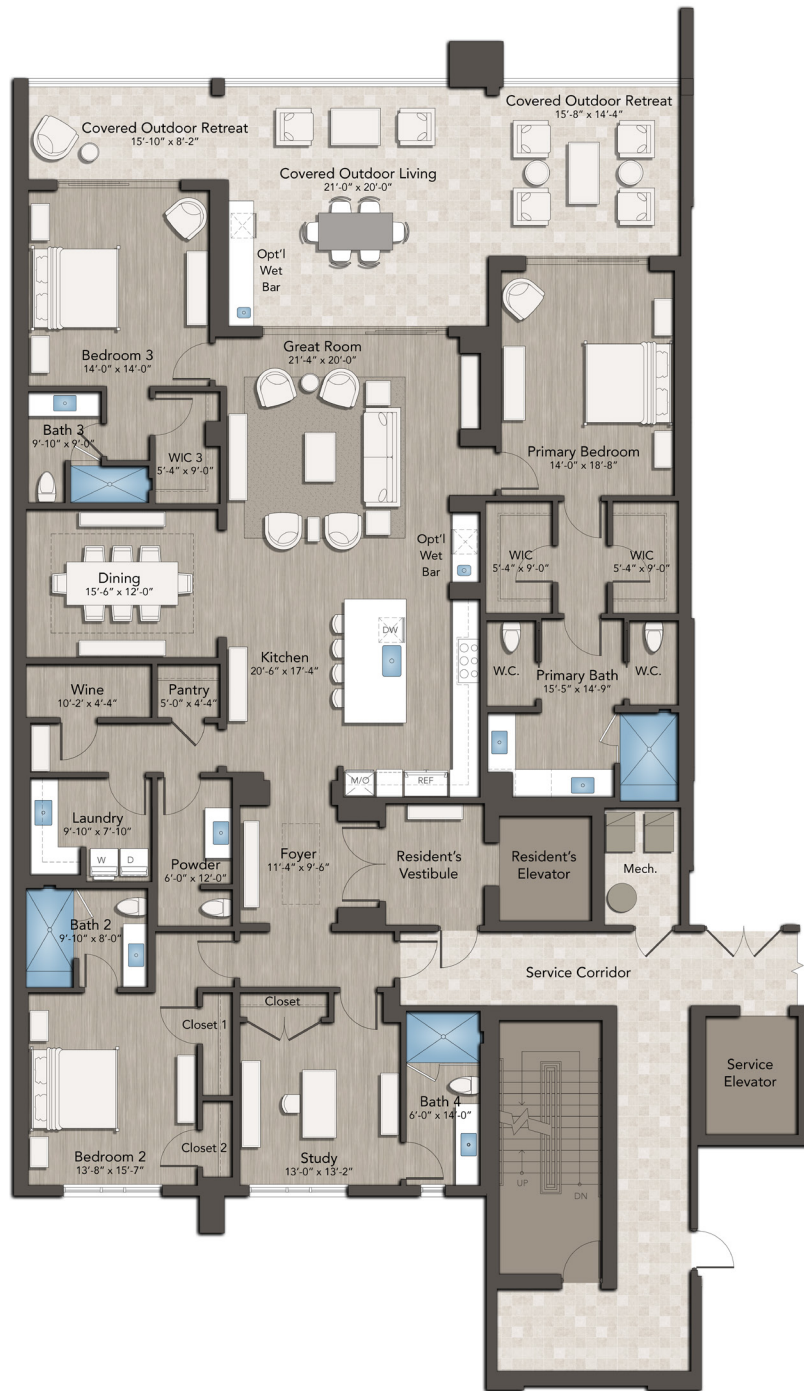 Covered Outdoor Retreat
15'-10" x 8'-2"
Covered Outdoor Retreat
15'-8" x 14'-4"
Covered Outdoor Living
21'-0" x 20'-0"
Opt'l
Wet
Bar
Bedroom 3
14'-0" x 14'-0"
Great Room
21'-4" x 20'-0"
Bath 3
9'-10" x 9'-0"
WIC 3
5'-4" x 9'-0"
Primary Bedroom
14'-0" x 18'-8"
Opt'l
Wet
Bar
WIC
5'-4" x 9'-0"
WIC
5'-4" x 9'-0"
Dining
15'-6" x 12'-0"
DW
Kitchen
20'-6" x 17'-4"
W.C.
W.C.
Primary Bath
15'-5" x 14'-9"
Wine
10'-2' x 4'-4"
Pantry
5'-0" x 4'-4"
M/O
REF
Laundry
9'-10" x 7'-10"
W
D
Powder
6'-0" x 12'-0"
Foyer
11'-4" x 9'-6"
Resident's
Vestibule
Resident's
Elevator
Mech.
Bath 2
9'-10" x 8'-0"
Service Corridor
Closet
Closet 1
Service
Elevator
Bath 4
6'-0" x 14'-0"
Closet 2
Bedroom 2
13'-8" x 15'-7"
Study
13'-0" x 13'-2"
UP
DN